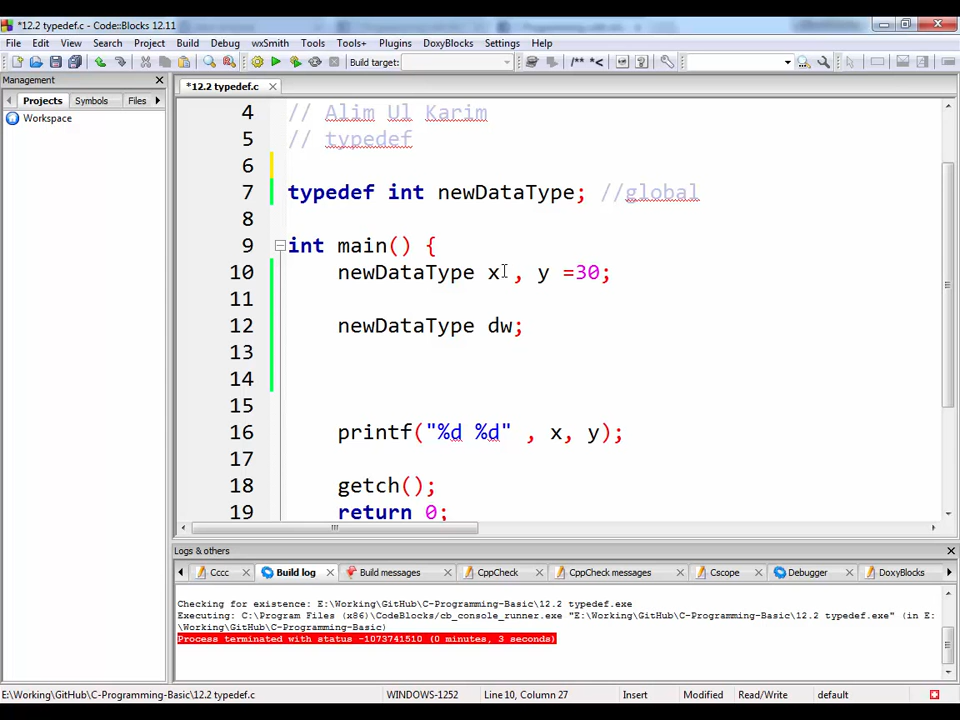 *12.2 typedef.c - Code::Blocks 12.11
File Edit View Search Project Build Debug wxSmith Tools Tools+ Plugins DoxyBlocks Settings Help
Build target:
/** *<
Management
Projects Symbols Files
Workspace
*12.2 typedef.c
4 // Alim Ul Karim
5 // typedef
6
7 typedef int newDataType; //global
8
9 int main() {
10 newDataType x , y =30;
11
12 newDataType dw;
13
14
15
16 printf("%d %d" , x, y);
17
18 getch();
19 return 0;
Logs & others
Cccc Build log Build messages CppCheck CppCheck messages Cscope Debugger DoxyBlocks
Checking for existence: E:\Working\GitHub\C-Programming-Basic\12.2 typedef.exe
Executing: C:\Program Files (x86)\CodeBlocks/cb_console_runner.exe "E:\Working\GitHub\C-Programming-Basic\12.2 typedef.exe" (in E:
\Working\GitHub\C-Programming-Basic)
Process terminated with status -1073741510 (0 minutes, 3 seconds)
E:\Working\GitHub\C-Programming-Basic\12.2 typedef.c WINDOWS-1252 Line 10, Column 27 Insert Modified Read/Write default